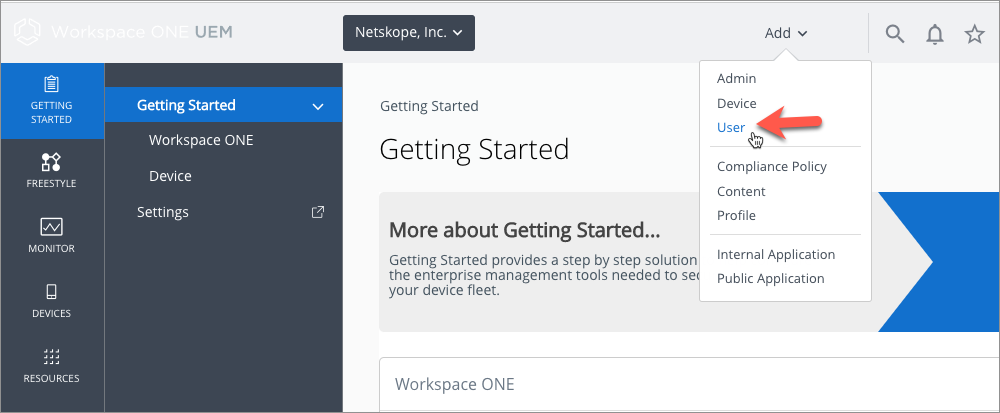 Workspace ONE UEM
Netskope, Inc.
Add
GETTING
STARTED
FREESTYLE
MONITOR
DEVICES
RESOURCES
Getting Started
Workspace ONE
Device
Settings
Getting Started
Getting Started
More about Getting Started...
Getting Started provides a step by step solution
the enterprise management tools needed to sec
your device fleet.
Workspace ONE
Admin
Device
User
Compliance Policy
Content
Profile
Internal Application
Public Application